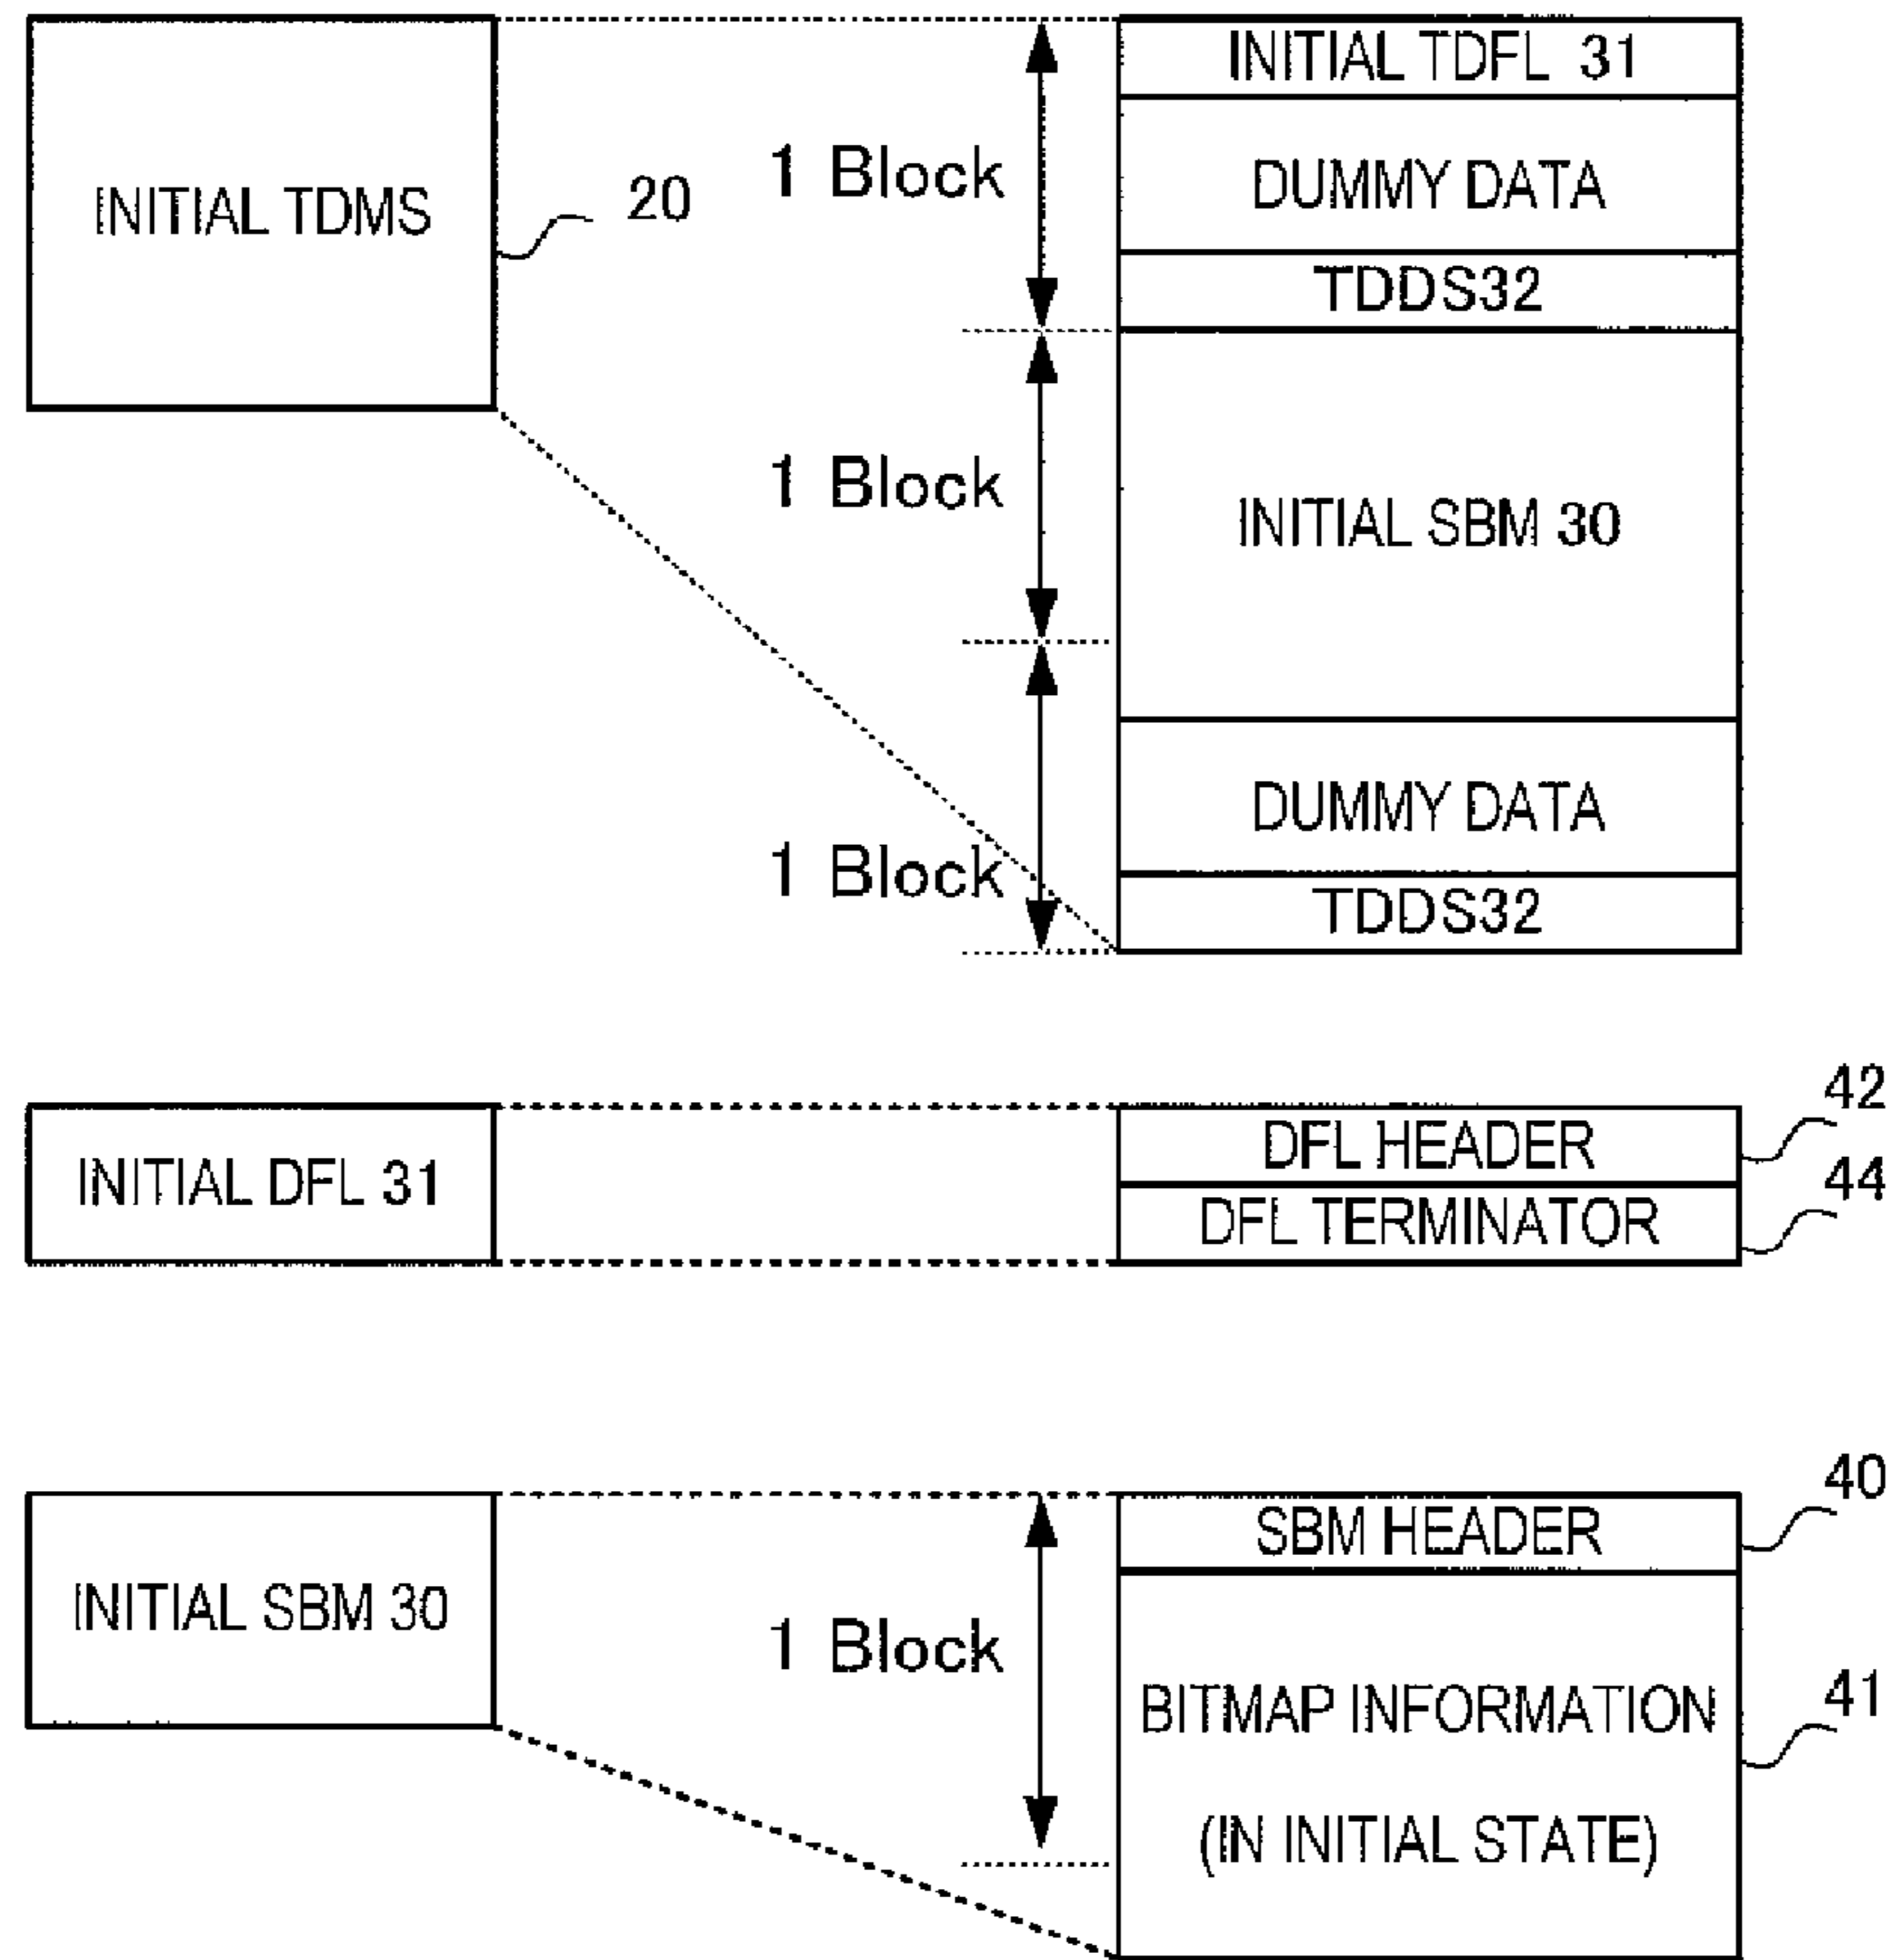 INITIAL TDMS
20
1 Block
INITIAL TDFL 31
DUMMY DATA
TDDS32
1 Block
INITIAL SBM 30
1 Block
DUMMY DATA
TDDS32
INITIAL DFL 31
DFL HEADER
42
DFL TERMINATOR
44
INITIAL SBM 30
1 Block
SBM HEADER
40
BITMAP INFORMATION
(IN INITIAL STATE)
41